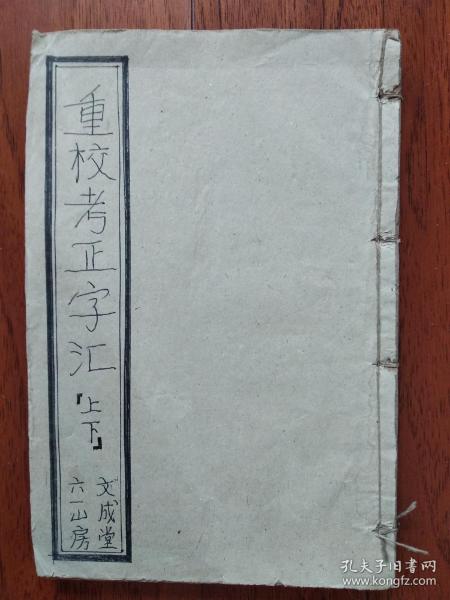 重校考正字汇
「上下」
文成堂
六一山房
孔夫子旧书网
www.kongfz.com